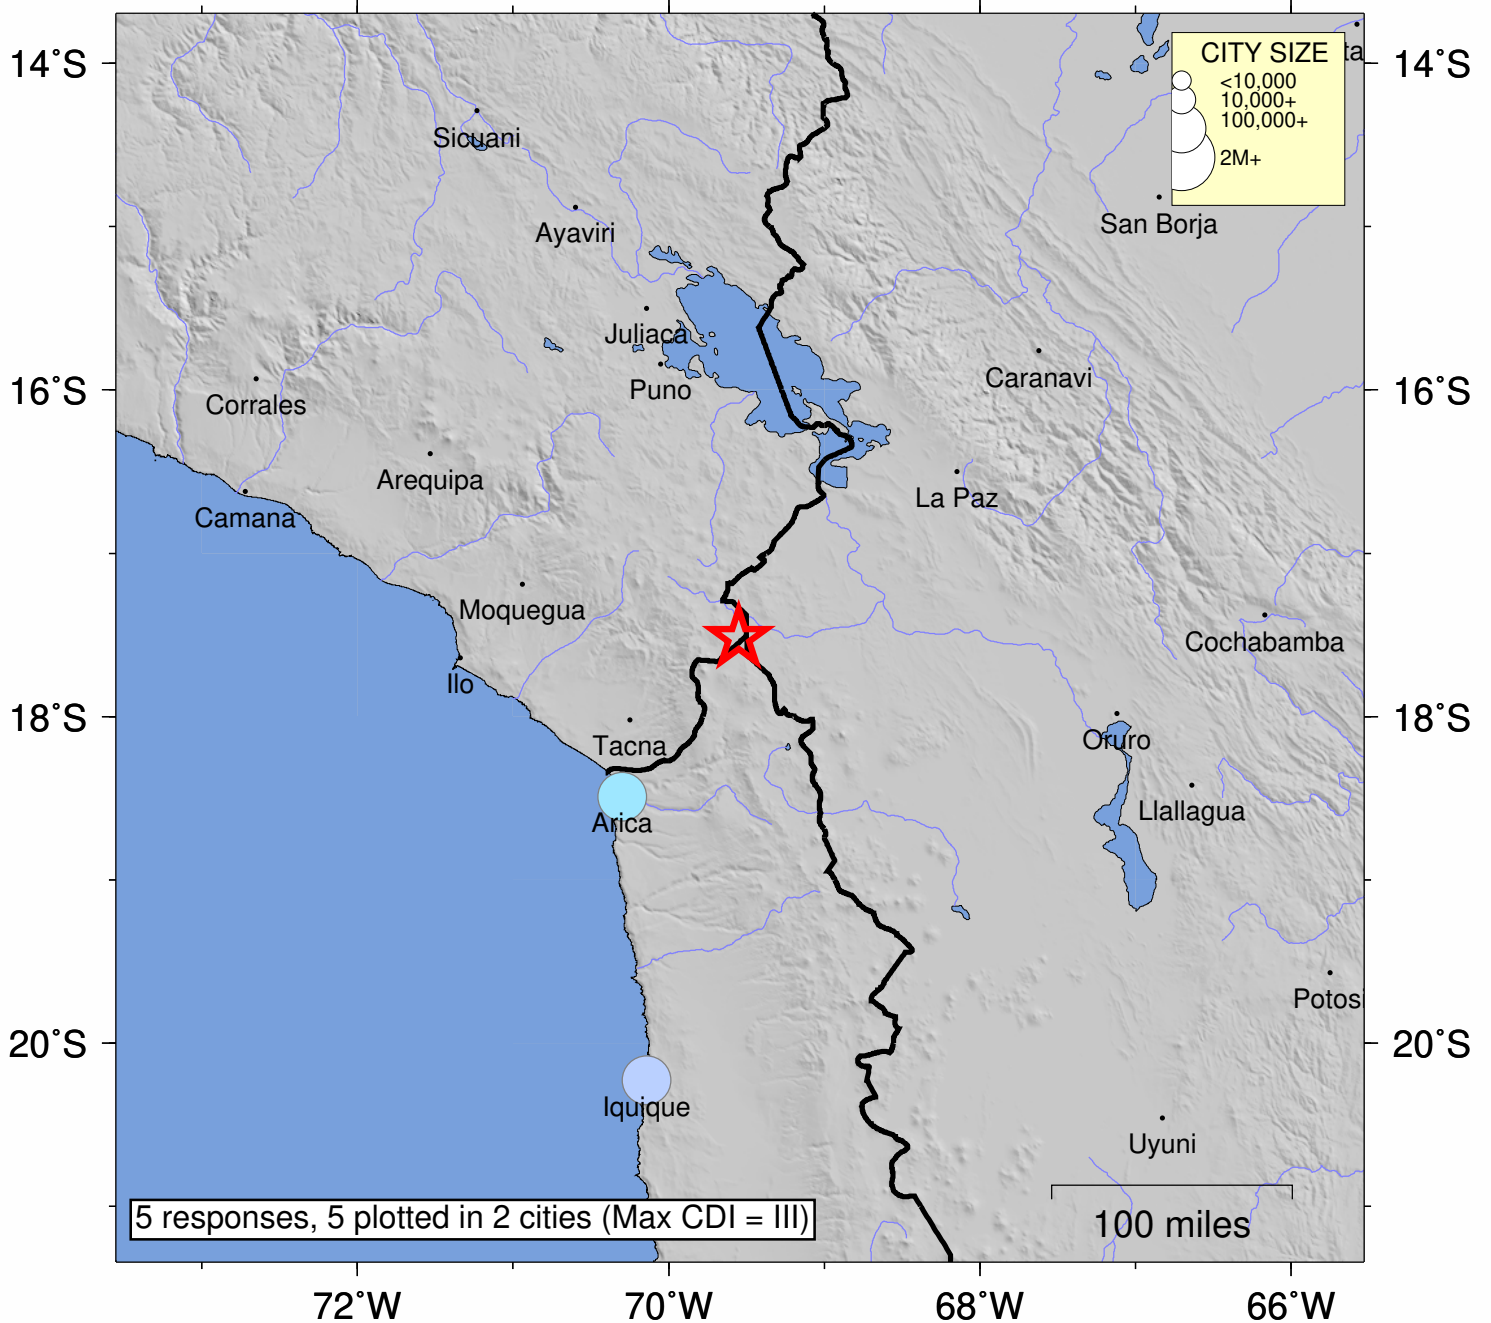 14°S
14°S
CITY SIZE
<10,000
10,000+
100,000+
2M+
ta
Sicuani
San Borja
Ayaviri
Juliaca
Puno
Caranavi
16°S
16°S
Corrales
Arequipa
La Paz
Camana
Moquegua
Cochabamba
Ilo
18°S
18°S
Tacna
Oruro
Llallagua
Arica
Potosi
20°S
20°S
Iquique
Uyuni
5 responses, 5 plotted in 2 cities (Max CDI = III)
100 miles
72°W
70°W
68°W
66°W